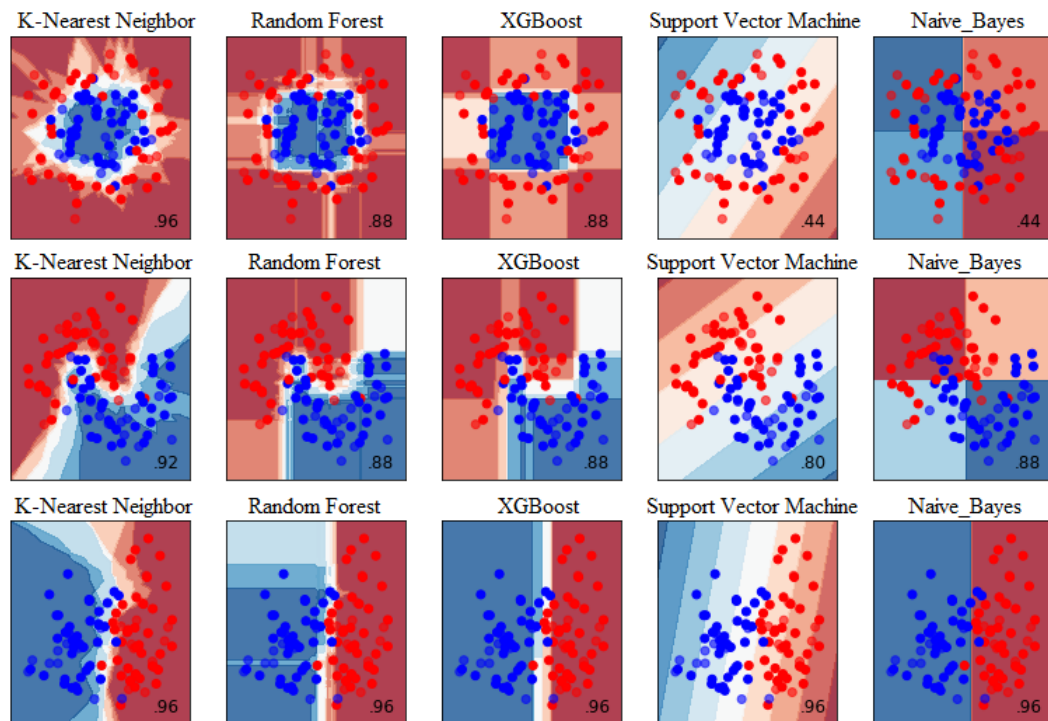 K-Nearest Neighbor Random Forest XGBoost Support Vector Machine Naive_Bayes
.96 .88 .88 .44 .44
K-Nearest Neighbor Random Forest XGBoost Support Vector Machine Naive_Bayes
.92 .88 .88 .80 .88
K-Nearest Neighbor Random Forest XGBoost Support Vector Machine Naive_Bayes
.96 .96 .96 .96 .96